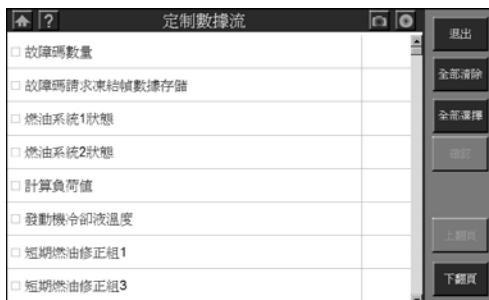 ?
定制數據流
退出
故障碼數量
故障碼請求凍結幀數據存儲
全部清除
燃油系統1狀態
全部選擇
燃油系統2狀態
確認
計算負荷值
發動機冷卻液溫度
上翻頁
短期燃油修正組1
短期燃油修正組3
下翻頁